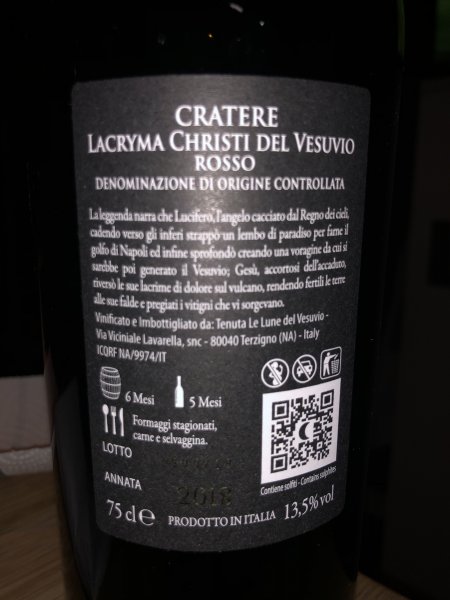 CRATERE
LACRYMA CHRISTI DEL VESUVIO
ROSSO
DENOMINAZIONE DI ORIGINE CONTROLLATA
La leggenda narra che Lucifero, l'angelo cacciato dal Regno dei cieli,
cadendo verso gli inferi strappò un lembo di paradiso per farne il
golfo di Napoli ed infine sprofondò creando una voragine da cui si
sarebbe poi generato il Vesuvio; Gesù, accortosi dell'accaduto,
riversò le sue lacrime di dolore sul vulcano, rendendo fertili le terre
alle sue falde e pregiati i vitigni che vi sorgevano.
Vinificato e Imbottigliato da: Tenuta Le Lune del Vesuvio -
Via Viciniale Lavarella, snc - 80040 Terzigno (NA) - Italy
ICQRF NA/9974/IT
6 Mesi
5 Mesi
Formaggi stagionati,
carne e selvaggina.
LOTTO
ANNATA
2018
Contiene solfiti - Contains sulphites
75 cl e
PRODOTTO IN ITALIA
13,5% vol